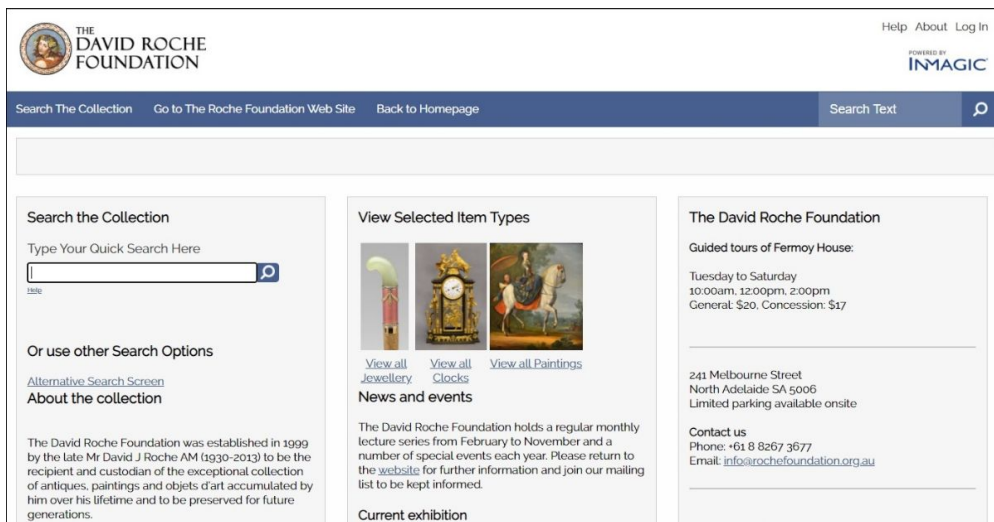 THE
DAVID ROCHE
FOUNDATION
Help About Log In
POWERED BY
INMAGIC
Search The Collection Go to The Roche Foundation Web Site Back to Homepage
Search Text
Search the Collection
Type Your Quick Search Here
Help
Or use other Search Options
Alternative Search Screen
About the collection
The David Roche Foundation was established in 1999
by the late Mr David J Roche AM (1930-2013) to be the
recipient and custodian of the exceptional collection
of antiques, paintings and objets d'art accumulated by
him over his lifetime and to be preserved for future
generations.
View Selected Item Types
View all
Jewellery
View all
Clocks
View all Paintings
News and events
The David Roche Foundation holds a regular monthly
lecture series from February to November and a
number of special events each year. Please return to
the website for further information and join our mailing
list to be kept informed.
Current exhibition
The David Roche Foundation
Guided tours of Fermoy House:
Tuesday to Saturday
10:00am, 12:00pm, 2:00pm
General: $20, Concession: $17
241 Melbourne Street
North Adelaide SA 5006
Limited parking available onsite
Contact us
Phone: +61 8 8267 3677
Email: info@rochefoundation.org.au